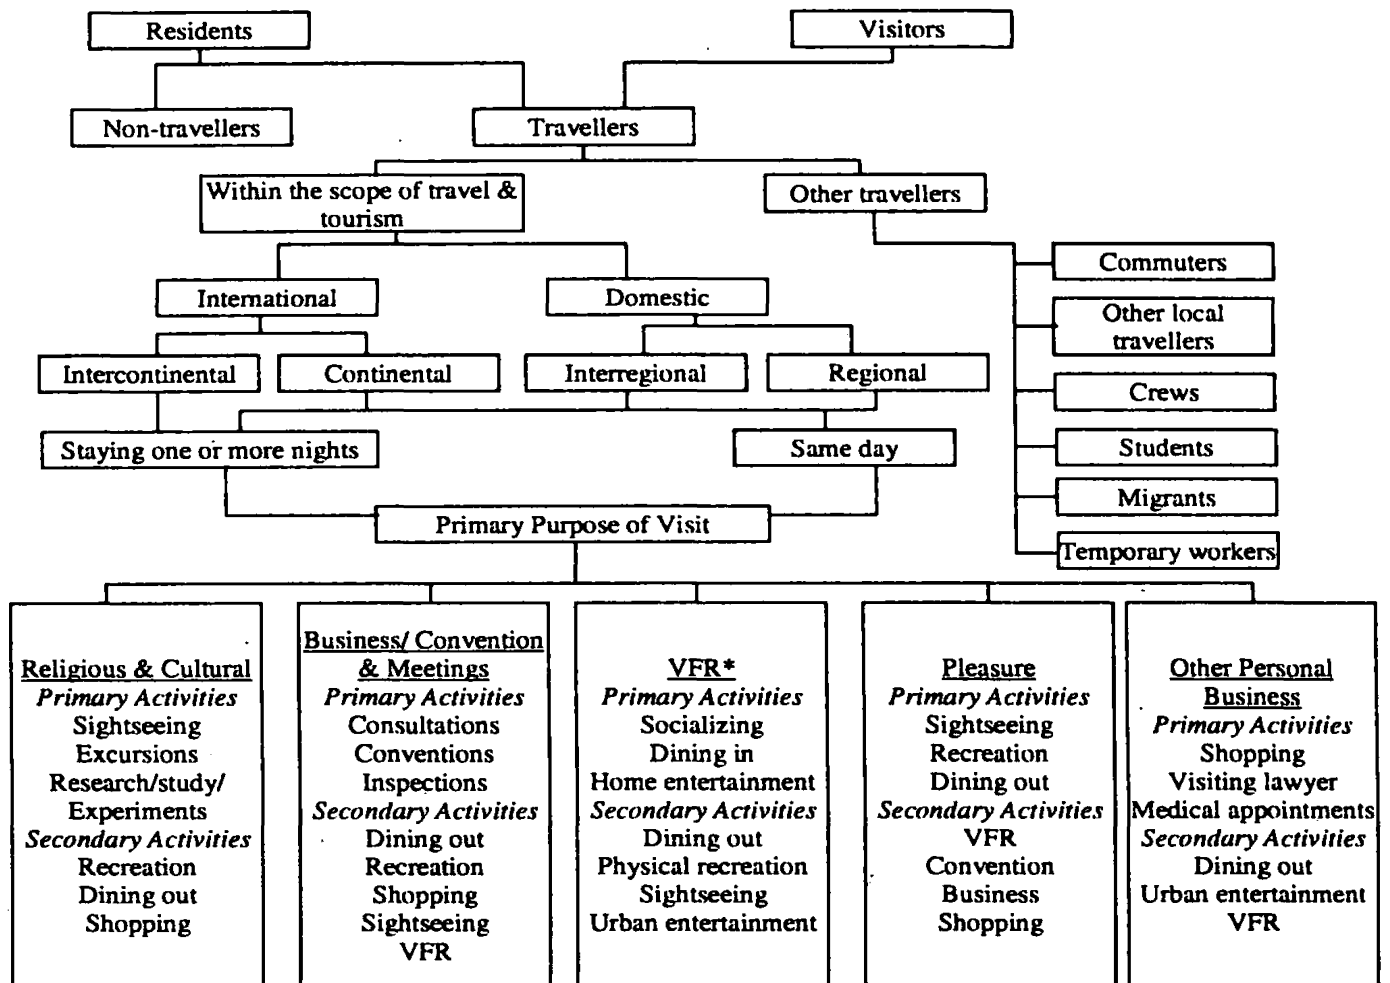 Residents
Visitors
Non-travellers
Travellers
Within the scope of travel &
tourism
Other travellers
International
Domestic
Commuters
Other local
travellers
Crews
Students
Migrants
Temporary workers
Intercontinental
Continental
Interregional
Regional
Staying one or more nights
Same day
Primary Purpose of Visit
Religious & Cultural
Primary Activities
Sightseeing
Excursions
Research/study/
Experiments
Secondary Activities
Recreation
Dining out
Shopping
Business/ Convention
& Meetings
Primary Activities
Consultations
Conventions
Inspections
Secondary Activities
Dining out
Recreation
Shopping
Sightseeing
VFR
VFR*
Primary Activities
Socializing
Dining in
Home entertainment
Secondary Activities
Dining out
Physical recreation
Sightseeing
Urban entertainment
Pleasure
Primary Activities
Sightseeing
Recreation
Dining out
Secondary Activities
VFR
Convention
Business
Shopping
Other Personal
Business
Primary Activities
Shopping
Visiting lawyer
Medical appointments
Secondary Activities
Dining out
Urban entertainment
VFR